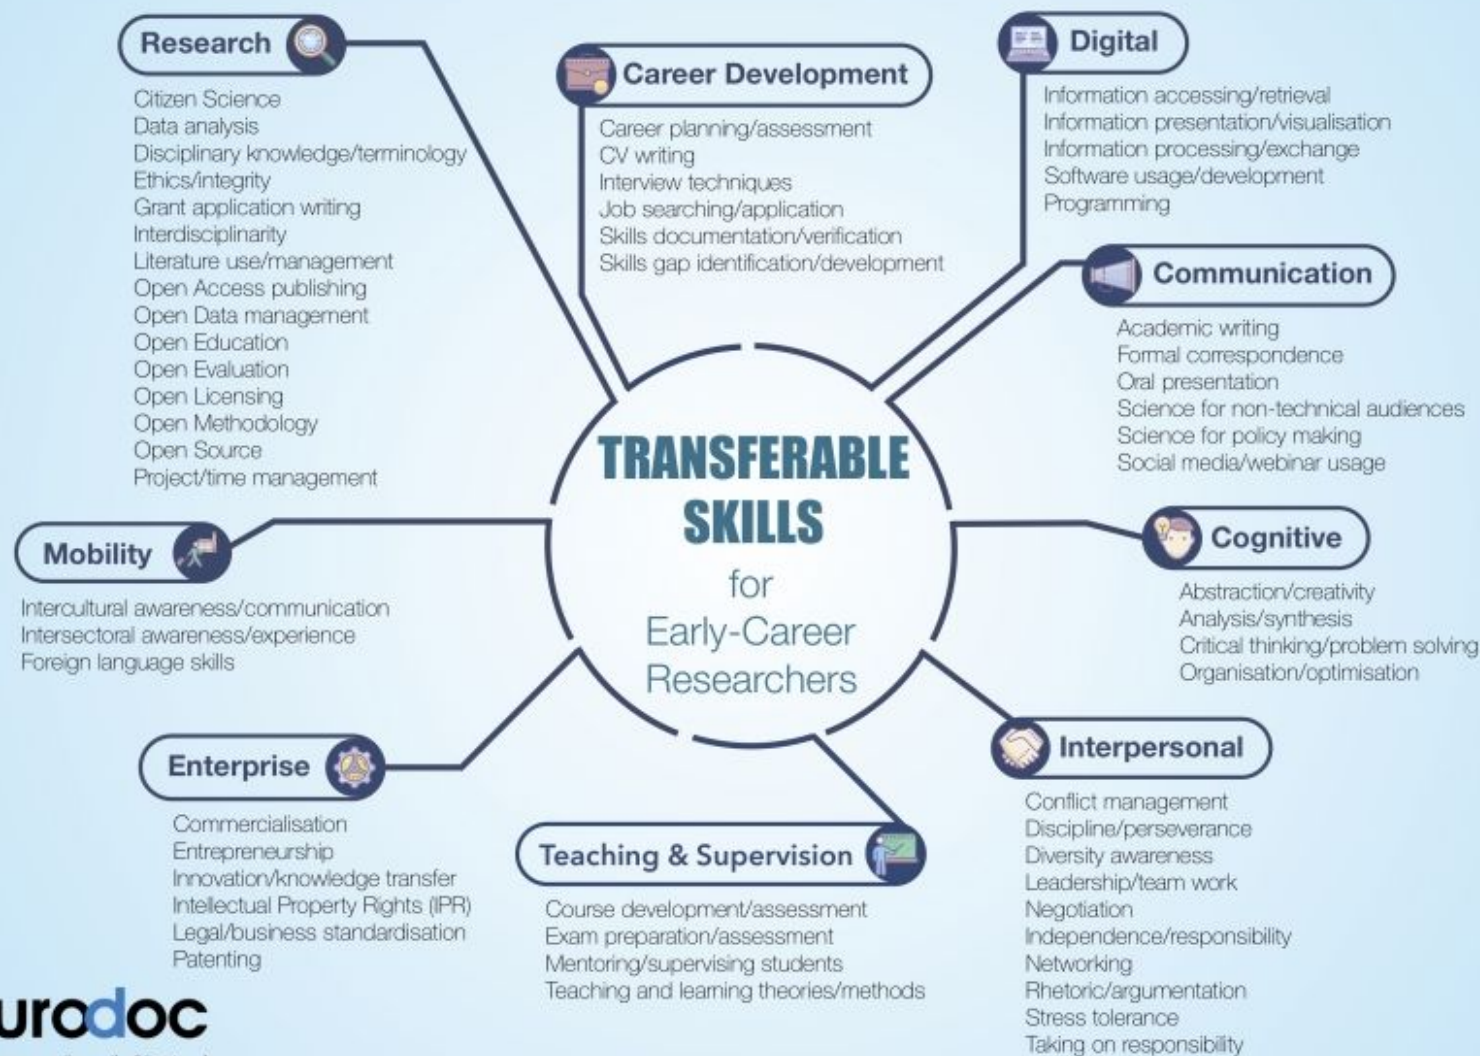 Research
Citizen Science
Data analysis
Disciplinary knowledge/terminology
Ethics/integrity
Grant application writing
Interdisciplinarity
Literature use/management
Open Access publishing
Open Data management
Open Education
Open Evaluation
Open Licensing
Open Methodology
Open Source
Project/time management
Career Development
Career planning/assessment
CV writing
Interview techniques
Job searching/application
Skills documentation/verification
Skills gap identification/development
Digital
Information accessing/retrieval
Information presentation/visualisation
Information processing/exchange
Software usage/development
Programming
Communication
Academic writing
Formal correspondence
Oral presentation
Science for non-technical audiences
Science for policy making
Social media/webinar usage
TRANSFERABLE
SKILLS
for
Early-Career
Researchers
Mobility
Intercultural awareness/communication
Intersectoral awareness/experience
Foreign language skills
Cognitive
Abstraction/creativity
Analysis/synthesis
Critical thinking/problem solving
Organisation/optimisation
Enterprise
Commercialisation
Entrepreneurship
Innovation/knowledge transfer
Intellectual Property Rights (IPR)
Legal/business standardisation
Patenting
Teaching & Supervision
Course development/assessment
Exam preparation/assessment
Mentoring/supervising students
Teaching and learning theories/methods
Interpersonal
Conflict management
Discipline/perseverance
Diversity awareness
Leadership/team work
Negotiation
Independence/responsibility
Networking
Rhetoric/argumentation
Stress tolerance
Taking on responsibility
urodoc